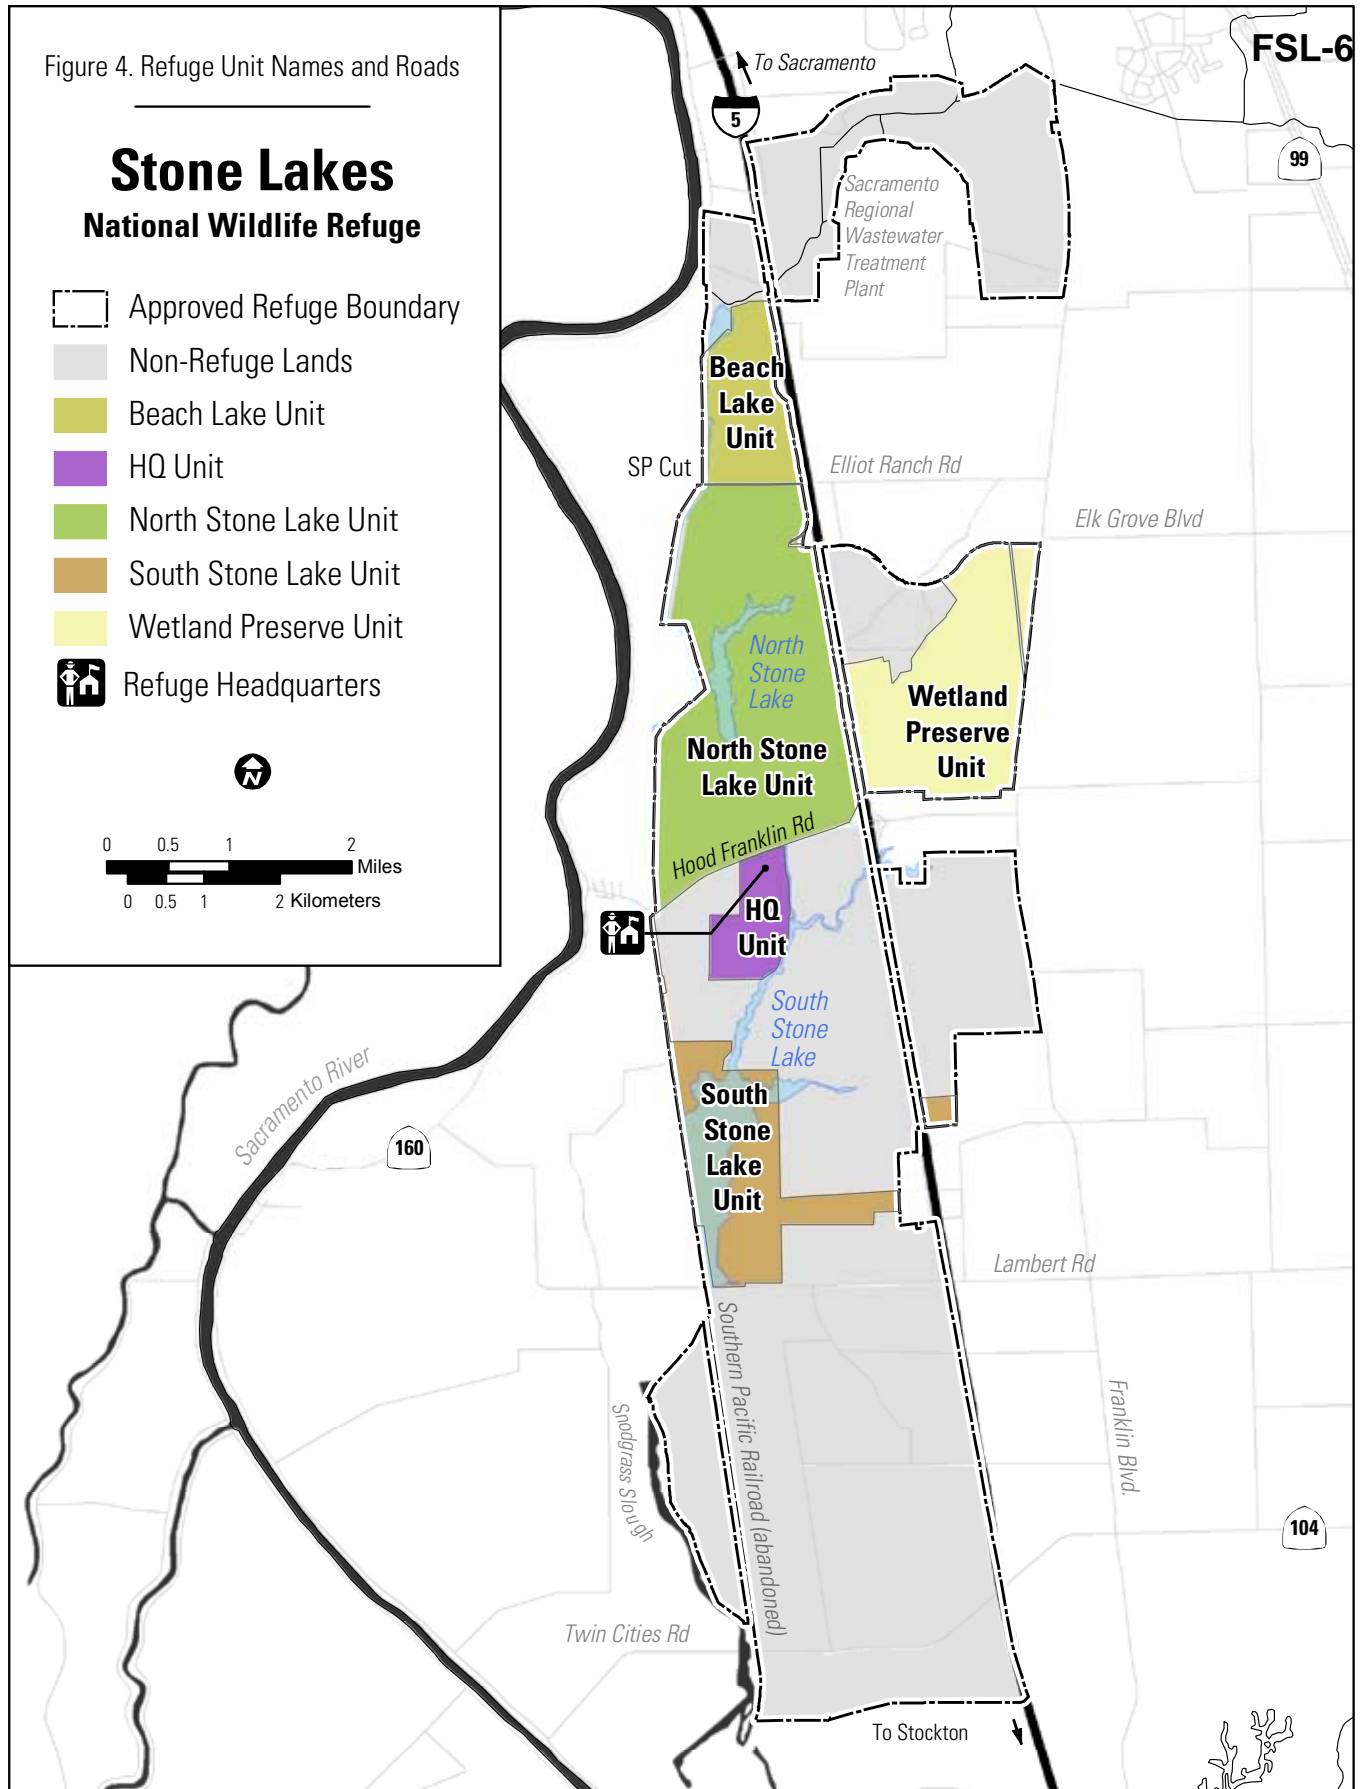 Figure 4. Refuge Unit Names and Roads
Stone Lakes
National Wildlife Refuge
Approved Refuge Boundary
Non-Refuge Lands
Beach Lake Unit
HQ Unit
North Stone Lake Unit
South Stone Lake Unit
Wetland Preserve Unit
Refuge Headquarters
N
0 0.5 1 2
Miles
0 0.5 1 2 Kilometers
FSL-6
To Sacramento
5
99
Sacramento
Regional
Wastewater
Treatment
Plant
Beach
Lake
Unit
SP Cut
Elliot Ranch Rd
Elk Grove Blvd
North
Stone
Lake
Wetland
Preserve
Unit
North Stone
Lake Unit
Hood Franklin Rd
HQ
Unit
South
Stone
Lake
Sacramento River
160
South
Stone
Lake
Unit
Lambert Rd
Southern Pacific Railroad (abandoned)
Snodgrass Slough
Franklin Blvd.
104
Twin Cities Rd
To Stockton